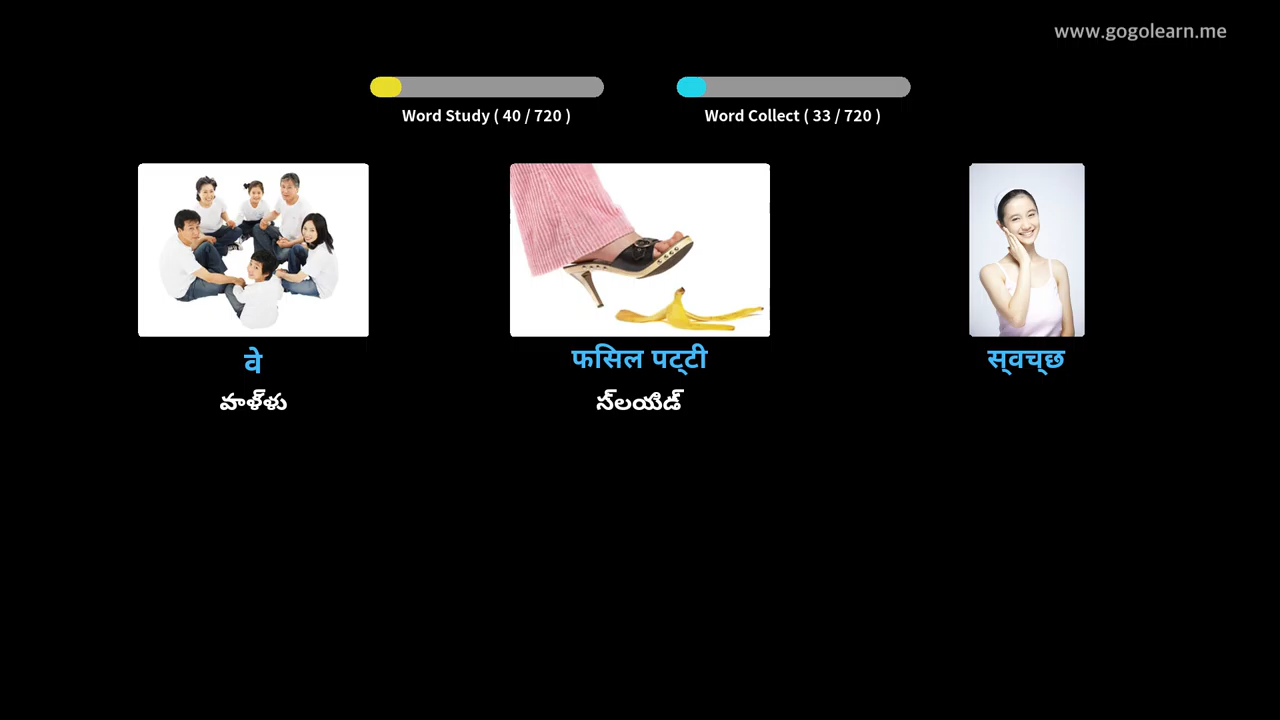 www.gogolearn.me
Word Study ( 40 / 720 )
Word Collect ( 33 / 720 )
वे
फसिल पट्‌टी
स्‌वच्‌छ
వాళ్‌ళు
స్‌లయిడ్